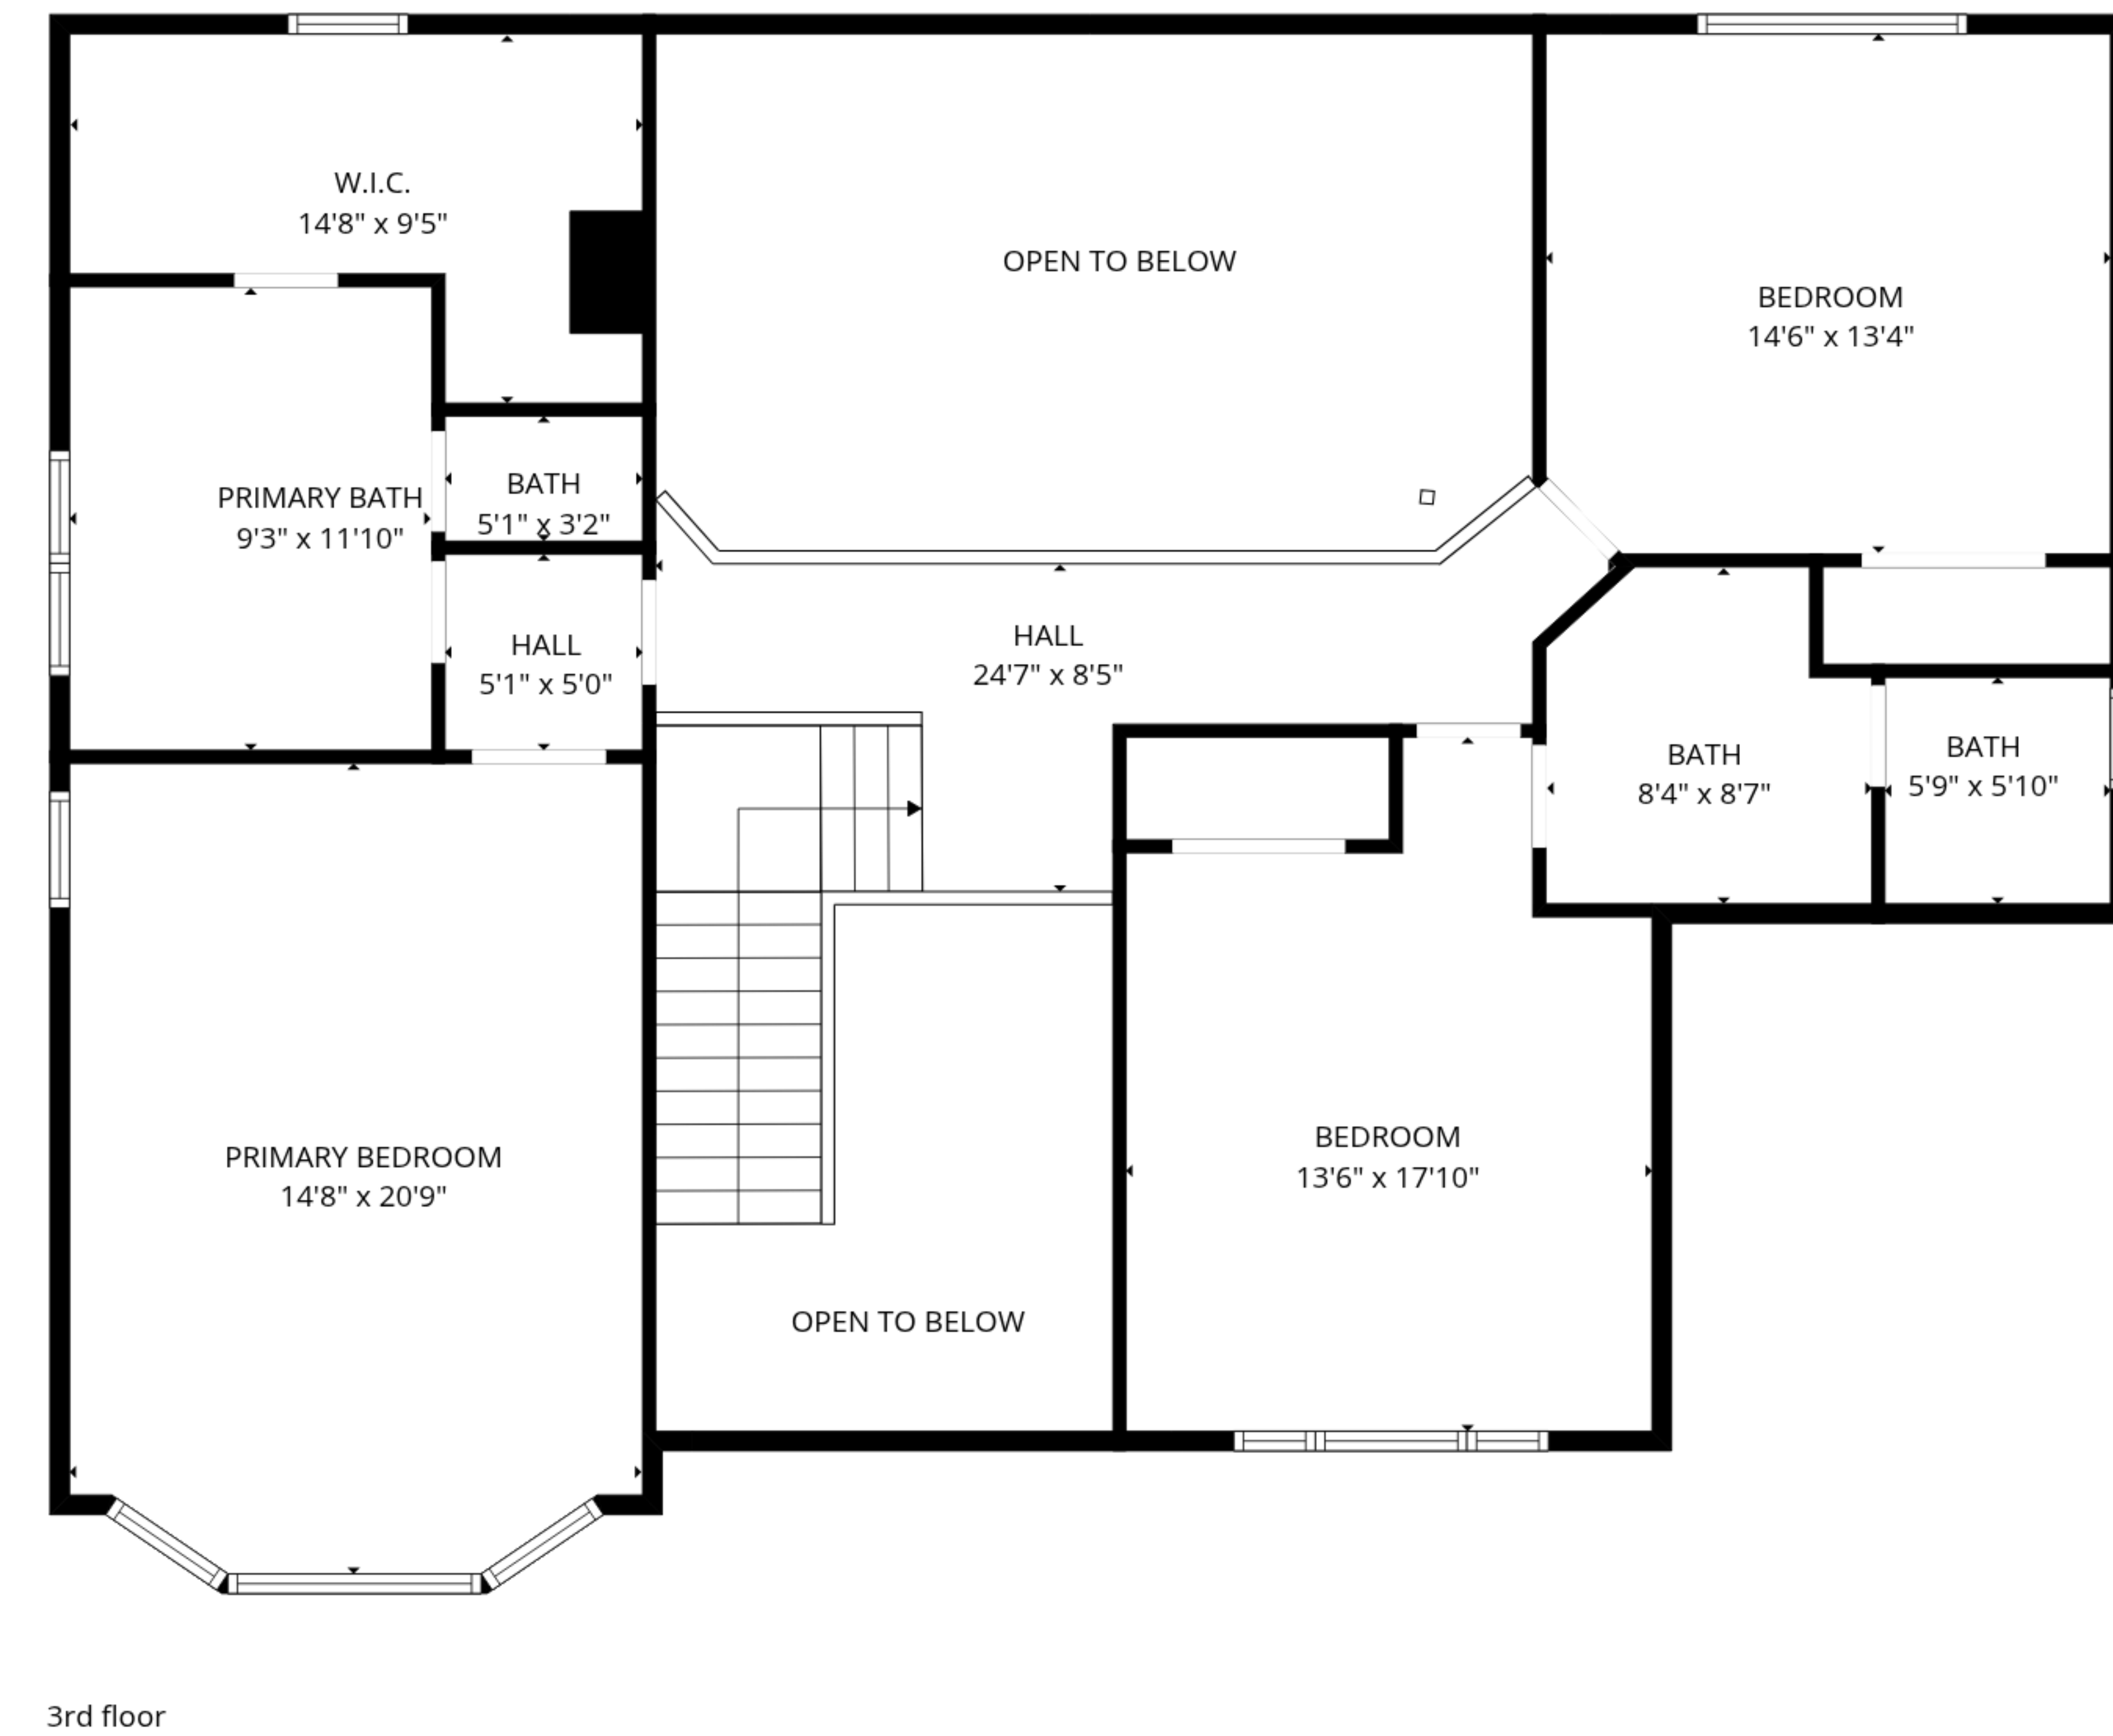 W.I.C.
14'8" x 9'5"
OPEN TO BELOW
BEDROOM
14'6" x 13'4"
PRIMARY BATH
9'3" x 11'10"
BATH
5'1" x 3'2"
HALL
5'1" x 5'0"
HALL
24'7" x 8'5"
BATH
8'4" x 8'7"
BATH
5'9" x 5'10"
PRIMARY BEDROOM
14'8" x 20'9"
BEDROOM
13'6" x 17'10"
OPEN TO BELOW
3rd floor